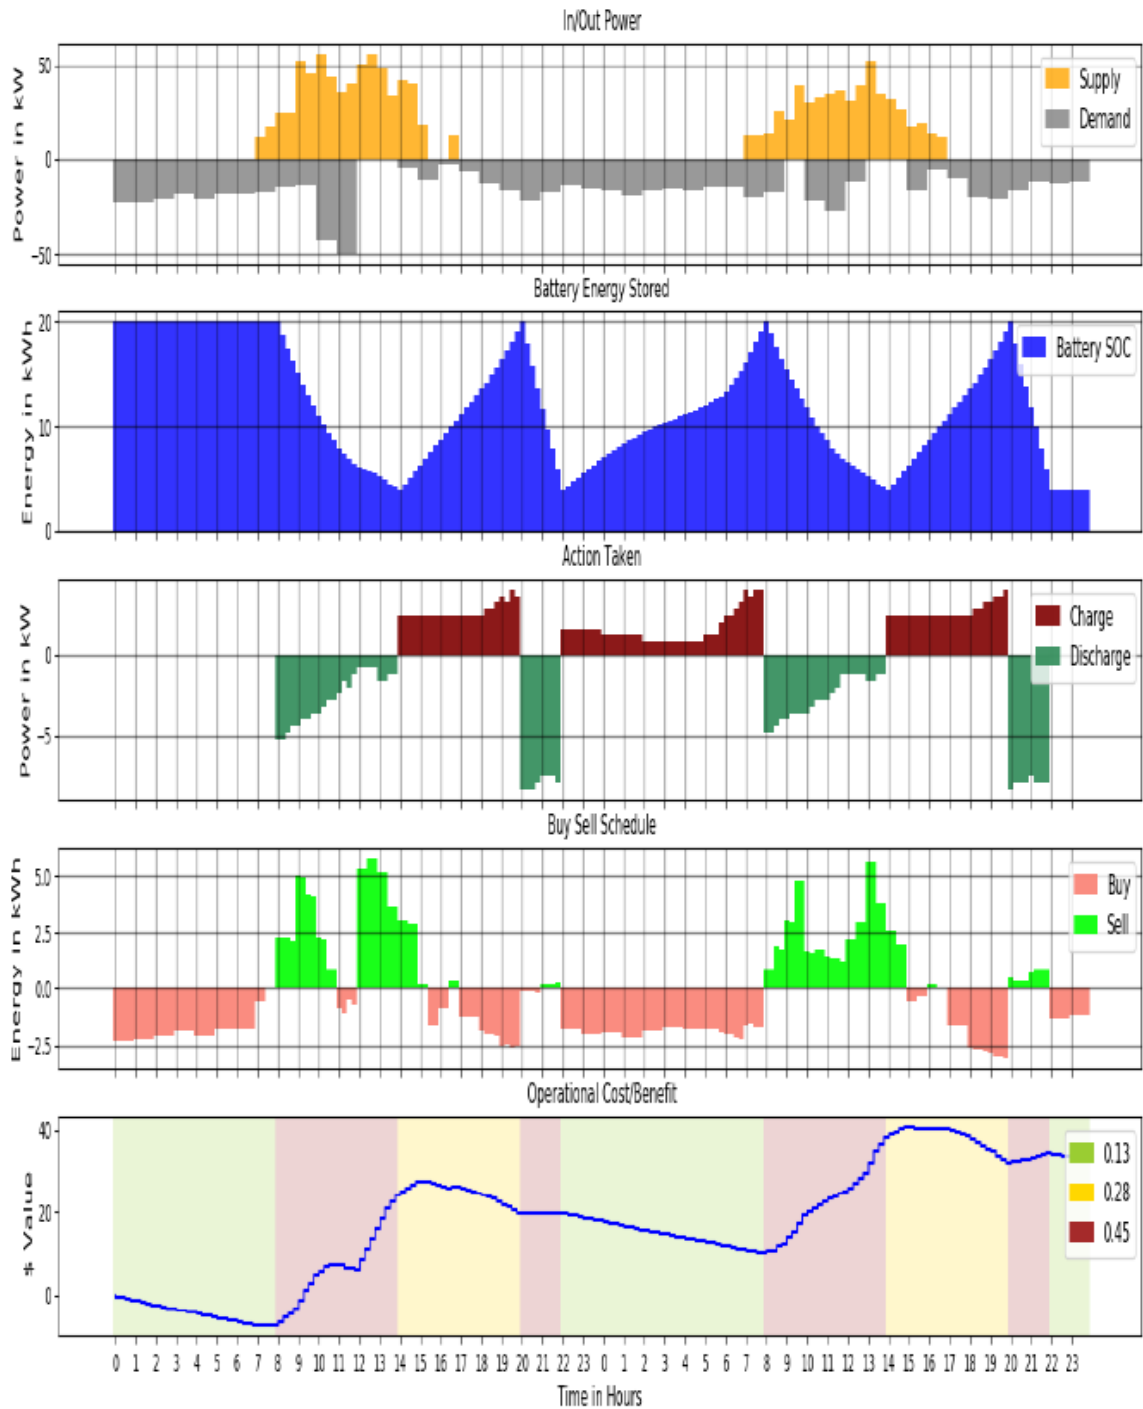 In/Out Power
Power in kW
50
0
−50
Supply
Demand
Battery Energy Stored
Energy in kWh
20
10
0
Battery SOC
Action Taken
Power in kW
0
−5
Charge
Discharge
Buy Sell Schedule
Energy in kWh
5.0
2.5
0.0
−2.5
Buy
Sell
Operational Cost/Benefit
$ Value
40
20
0
0.13
0.28
0.45
0 1 2 3 4 5 6 7 8 9 10 11 12 13 14 15 16 17 18 19 20 21 22 23 0 1 2 3 4 5 6 7 8 9 10 11 12 13 14 15 16 17 18 19 20 21 22 23
Time in Hours